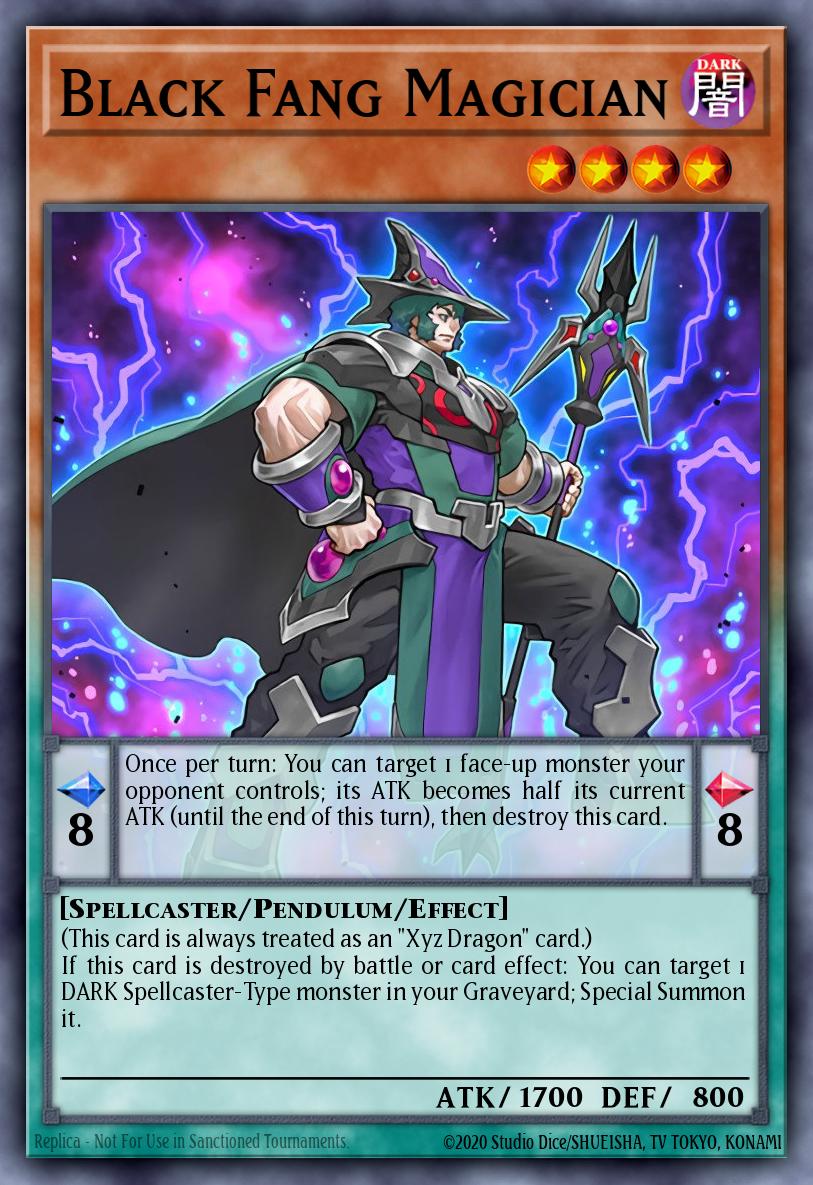 Black Fang Magician
DARK
闇
Once per turn: You can target 1 face-up monster your
opponent controls; its ATK becomes half its current
ATK (until the end of this turn), then destroy this card.
8
8
[Spellcaster/Pendulum/Effect]
(This card is always treated as an "Xyz Dragon" card.)
If this card is destroyed by battle or card effect: You can target 1
DARK Spellcaster-Type monster in your Graveyard; Special Summon
it.
ATK/ 1700 DEF/ 800
Replica - Not For Use in Sanctioned Tournaments.
©2020 Studio Dice/SHUEISHA, TV TOKYO, KONAMI